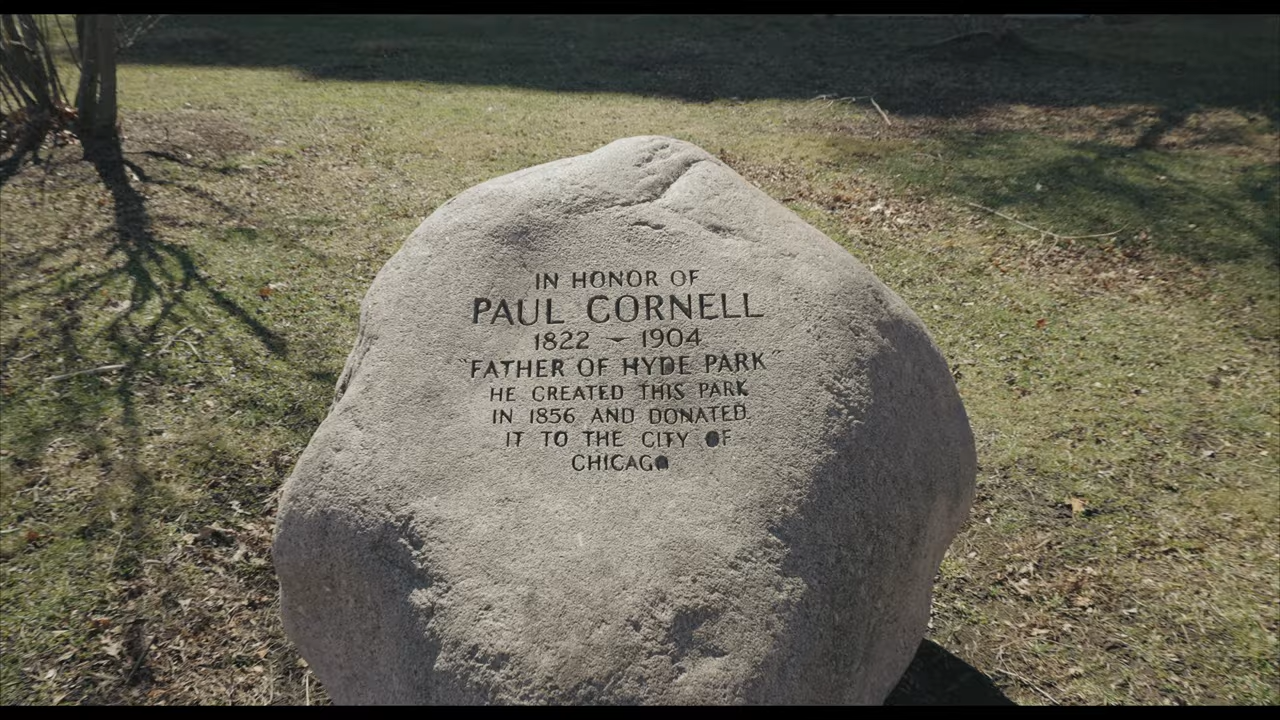 IN HONOR OF
PAUL CORNELL
1822 ~ 1904
"FATHER OF HYDE PARK"
HE CREATED THIS PARK
IN 1856 AND DONATED
IT TO THE CITY OF
CHICAGO